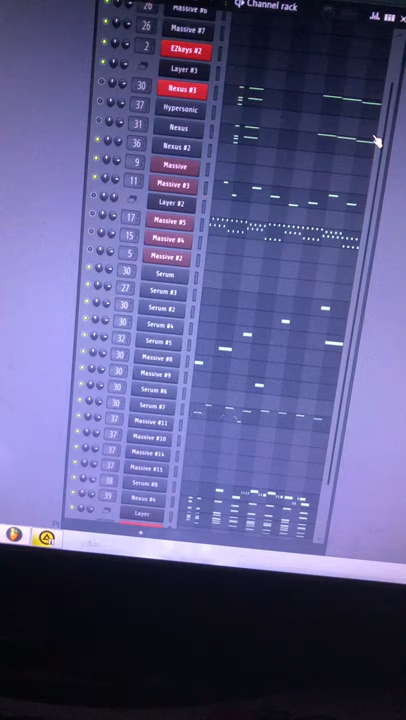 Channel rack
26 Massive #6
26 Massive #7
2 EZkeys #2
Layer #3
30 Nexus #3
37 Hypersonic
31 Nexus
36 Nexus #2
9 Massive
11 Massive #3
Layer #2
17 Massive #5
15 Massive #4
5 Massive #2
30 Serum
27 Serum #3
30 Serum #2
30 Serum #4
32 Serum #5
30 Massive #8
30 Massive #9
30 Serum #6
30 Serum #7
37 Massive #11
37 Massive #10
37 Massive #14
37 Massive #15
38 Serum #8
39 Nexus #4
Layer